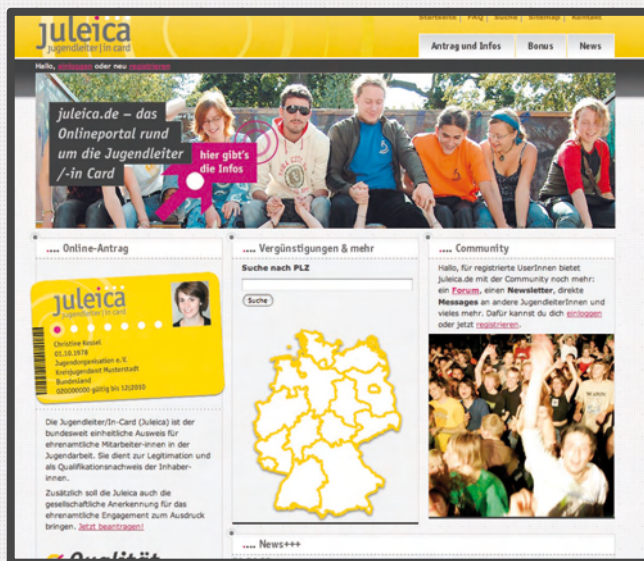 Startseite | FAQ | Suche | Sitemap | Kontakt
juleica
jugendleiter|in card
Antrag und Infos
Bonus
News
Hallo, einloggen oder neu registrieren
juleica.de – das
Onlineportal rund
um die Jugendleiter
/-in Card
hier gibt's
die Infos
.... Online-Antrag
juleica
jugendleiter|in card
Christine Kessel
01.10.1978
Jugendorganisation e.V.
Kreisjugendamt Musterstadt
Bundesland
020000000 gültig bis 12|2010
Die Jugendleiter/In-Card (Juleica) ist der
bundesweit einheitliche Ausweis für
ehrenamtliche Mitarbeiter-innen in der
Jugendarbeit. Sie dient zur Legitimation und
als Qualifikationsnachweis der Inhaber-
innen.
Zusätzlich soll die Juleica auch die
gesellschaftliche Anerkennung für das
ehrenamtliche Engagement zum Ausdruck
bringen. Jetzt beantragen!
Qualität
.... Vergünstigungen & mehr
Suche nach PLZ
Suche
.... Community
Hallo, für registrierte UserInnen bietet
juleica.de mit der Community noch mehr:
ein Forum, einen Newsletter, direkte
Messages an andere JugendleiterInnen und
vieles mehr. Dafür kannst du dich einloggen
oder jetzt registrieren.
.... News+++